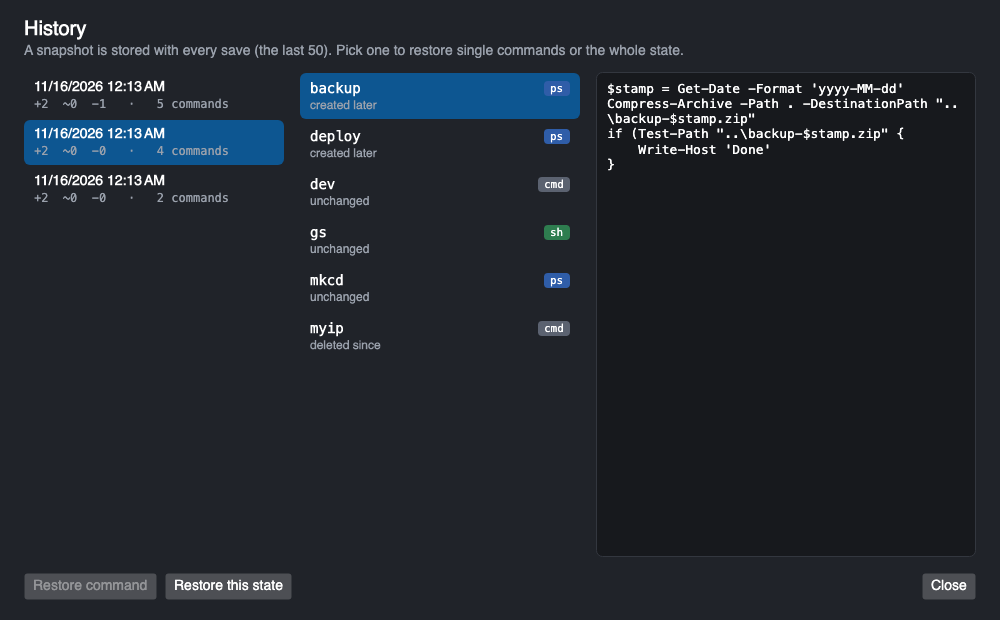 History
A snapshot is stored with every save (the last 50). Pick one to restore single commands or the whole state.
11/16/2026 12:13 AM
+2 ~0 −1 · 5 commands
11/16/2026 12:13 AM
+2 ~0 −0 · 4 commands
11/16/2026 12:13 AM
+2 ~0 −0 · 2 commands
backup ps
created later
deploy ps
created later
dev cmd
unchanged
gs sh
unchanged
mkcd ps
unchanged
myip cmd
deleted since
$stamp = Get-Date -Format 'yyyy-MM-dd'
Compress-Archive -Path . -DestinationPath "..
\backup-$stamp.zip"
if (Test-Path "..\backup-$stamp.zip" {
    Write-Host 'Done'
}
Restore command
Restore this state
Close